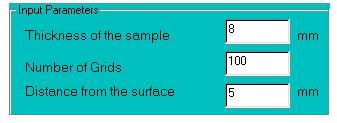 Input Parameters
Thickness of the sample 8 mm
Number of Grids 100
Distance from the surface 5 mm